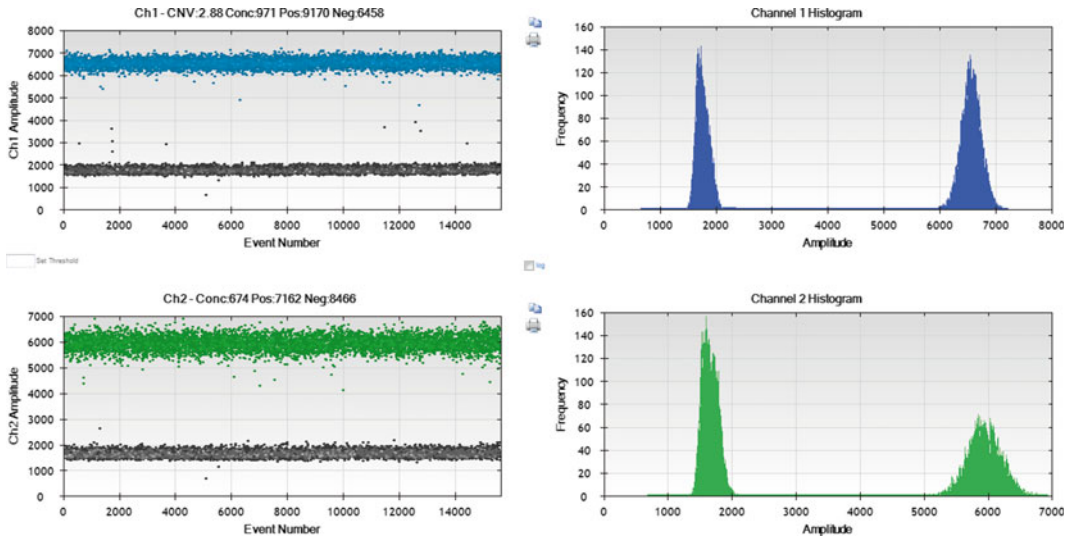 Ch1 - CNV:2.88 Conc:971 Pos:9170 Neg:6458
Ch1 Amplitude
8000
7000
6000
5000
4000
3000
2000
1000
0
0 2000 4000 6000 8000 10000 12000 14000
Event Number
Channel 1 Histogram
Frequency
160
140
120
100
80
60
40
20
0
0 1000 2000 3000 4000 5000 6000 7000 8000
Amplitude
Set Threshold
log
Ch2 - Conc:674 Pos:7162 Neg:8466
Ch2 Amplitude
7000
6000
5000
4000
3000
2000
1000
0
0 2000 4000 6000 8000 10000 12000 14000
Event Number
Channel 2 Histogram
Frequency
160
140
120
100
80
60
40
20
0
0 1000 2000 3000 4000 5000 6000 7000
Amplitude